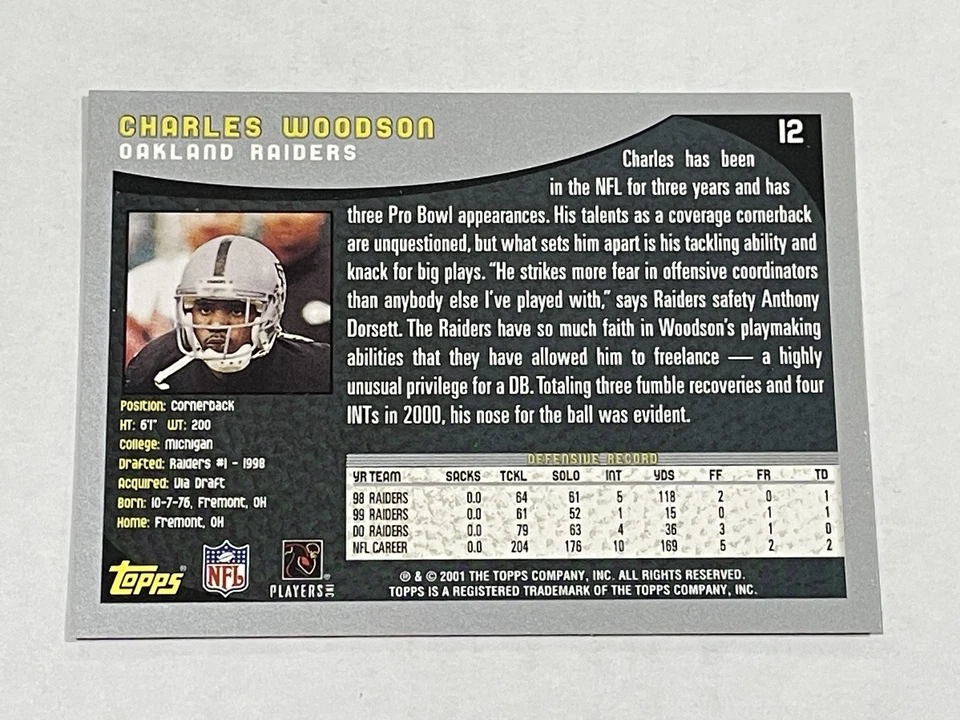 CHARLES WOODSON
OAKLAND RAIDERS
12
Charles has been
in the NFL for three years and has
three Pro Bowl appearances. His talents as a coverage cornerback
are unquestioned, but what sets him apart is his tackling ability and
knack for big plays. "He strikes more fear in offensive coordinators
than anybody else I've played with," says Raiders safety Anthony
Dorsett. The Raiders have so much faith in Woodson's playmaking
abilities that they have allowed him to freelance — a highly
unusual privilege for a DB. Totaling three fumble recoveries and four
INTs in 2000, his nose for the ball was evident.
Position: Cornerback
HT: 6'1" WT: 200
College: Michigan
Drafted: Raiders #1 - 1998
Acquired: Via Draft
Born: 10-7-76, Fremont, OH
Home: Fremont, OH
DEFENSIVE RECORD
YR TEAM SACKS TCKL SOLO INT YDS FF FR TD
98 RAIDERS 0.0 64 61 5 118 2 0 1
99 RAIDERS 0.0 61 52 1 15 0 1 1
00 RAIDERS 0.0 79 63 4 36 3 1 0
NFL CAREER 0.0 204 176 10 169 5 2 2
TOPPS®
NFL
PLAYERS INC
® & © 2001 THE TOPPS COMPANY, INC. ALL RIGHTS RESERVED.
TOPPS IS A REGISTERED TRADEMARK OF THE TOPPS COMPANY, INC.